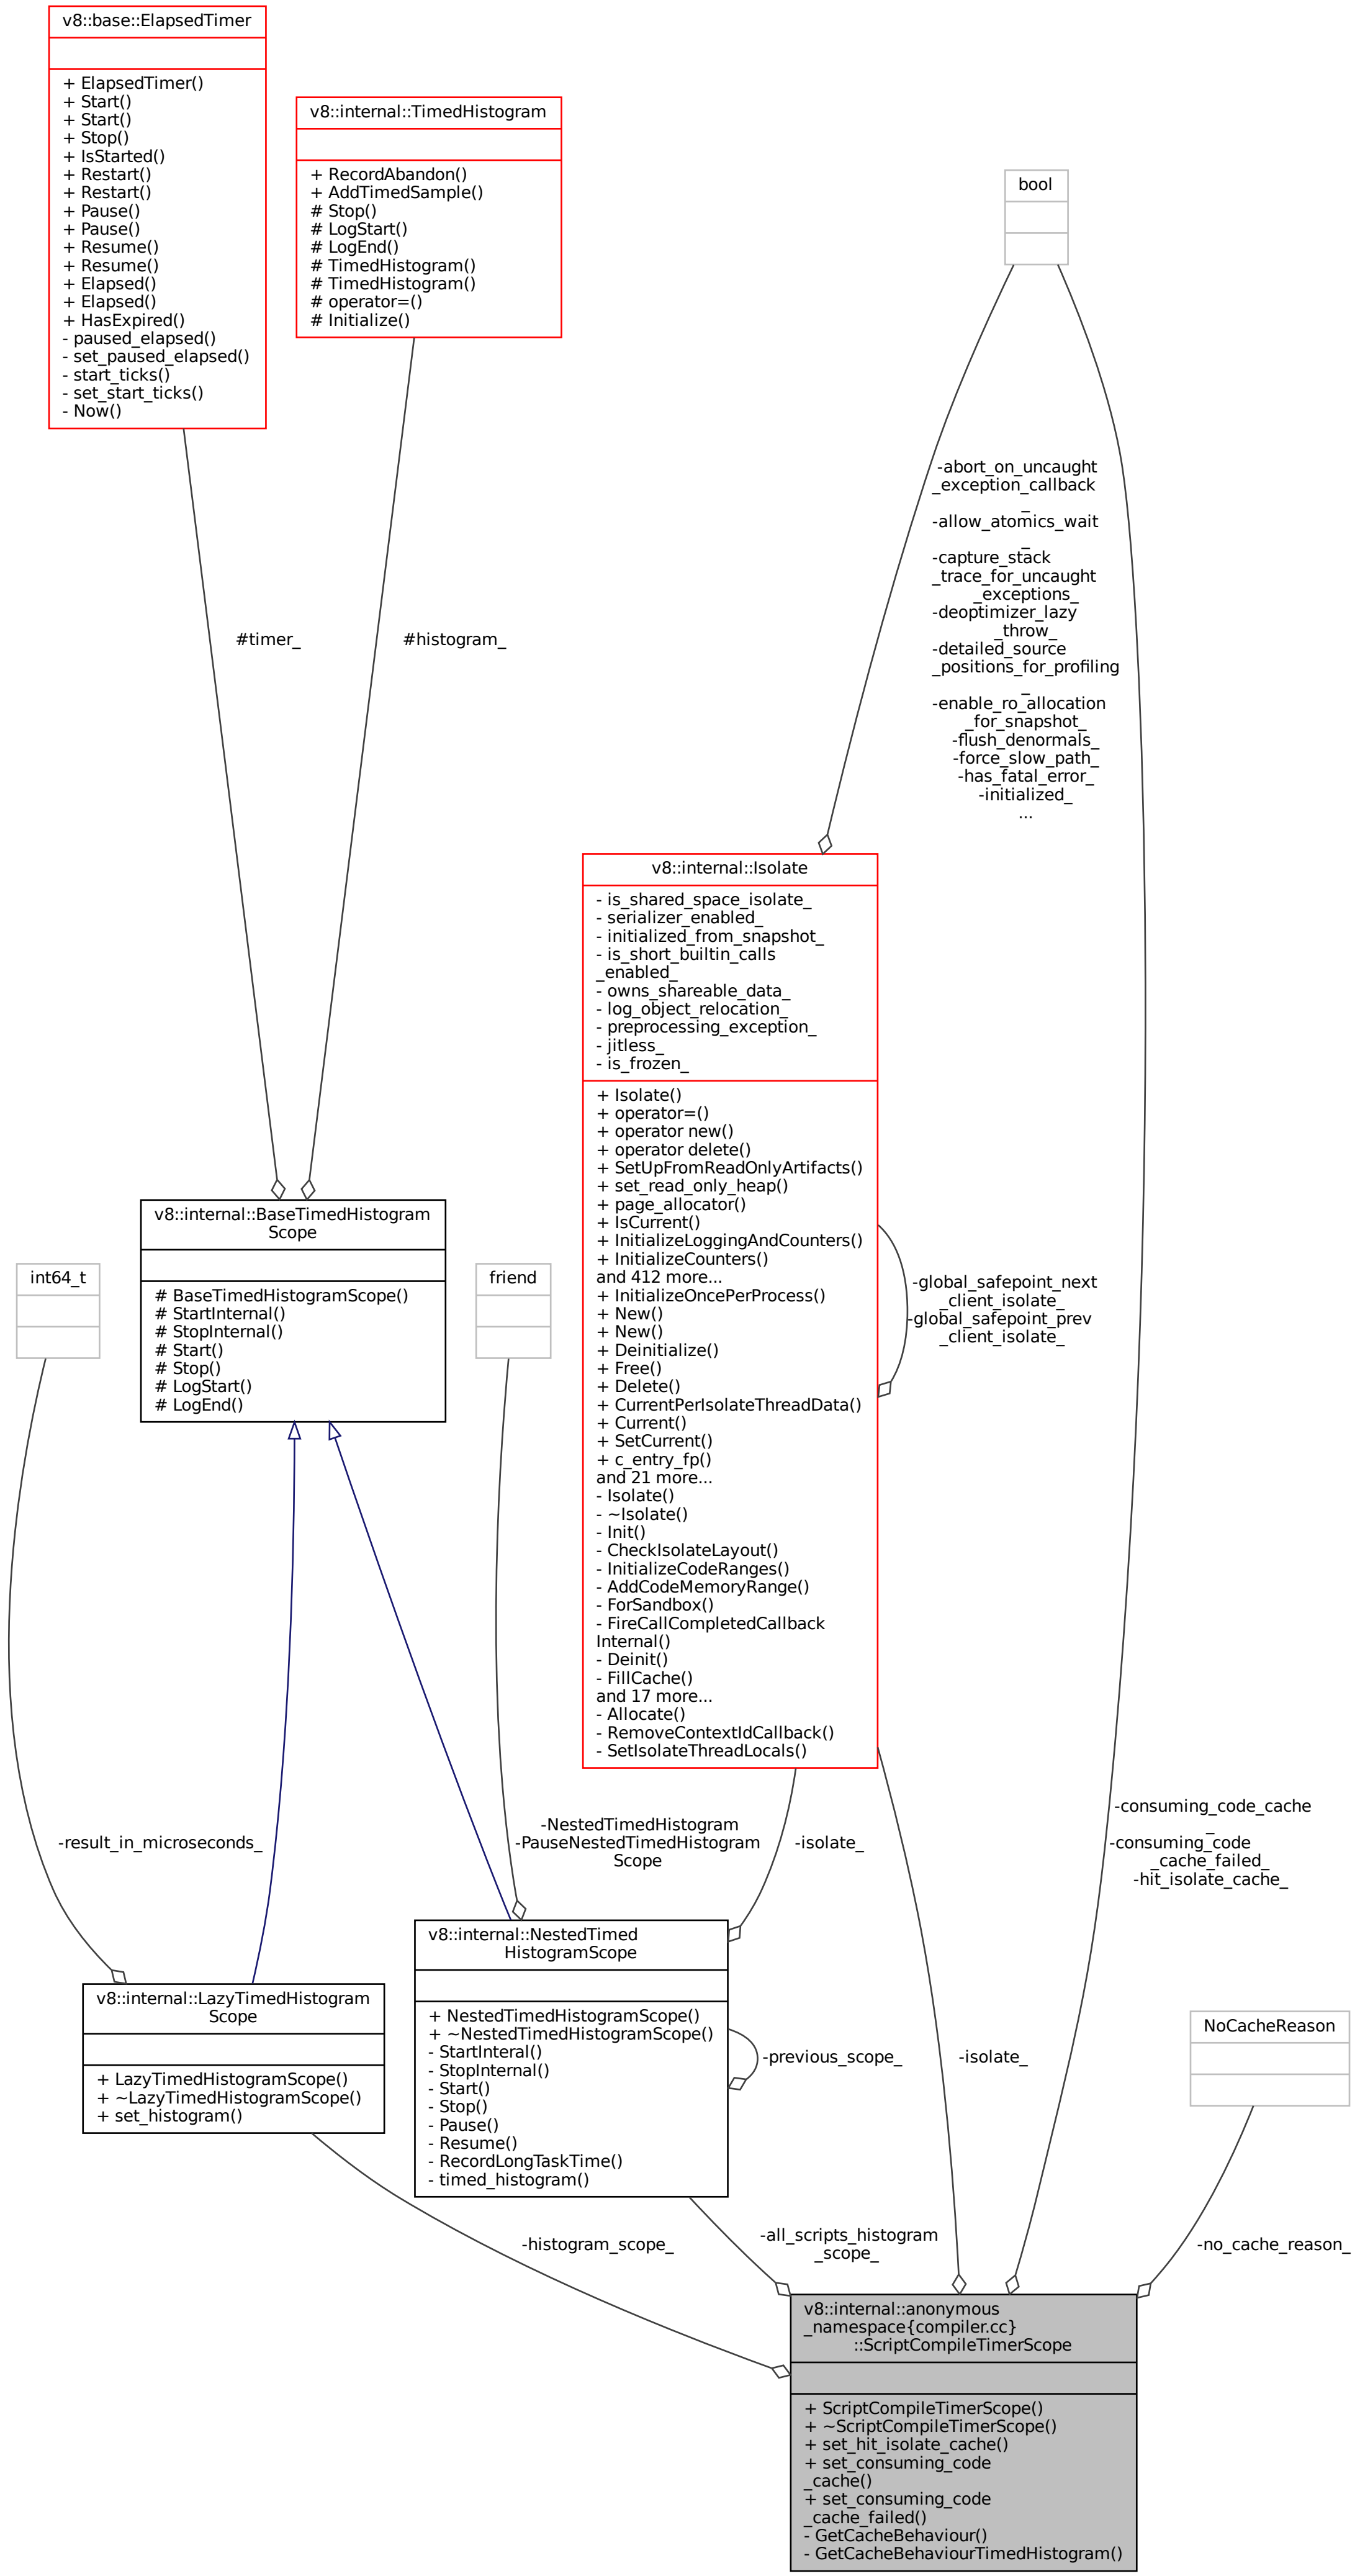 v8::base::ElapsedTimer
+ ElapsedTimer()
+ Start()
+ Start()
+ Stop()
+ IsStarted()
+ Restart()
+ Restart()
+ Pause()
+ Pause()
+ Resume()
+ Resume()
+ Elapsed()
+ Elapsed()
+ HasExpired()
- paused_elapsed()
- set_paused_elapsed()
- start_ticks()
- set_start_ticks()
- Now()
v8::internal::TimedHistogram
+ RecordAbandon()
+ AddTimedSample()
# Stop()
# LogStart()
# LogEnd()
# TimedHistogram()
# TimedHistogram()
# operator=()
# Initialize()
bool
-abort_on_uncaught
_exception_callback
_
-allow_atomics_wait
_
-capture_stack
_trace_for_uncaught
_exceptions_
-deoptimizer_lazy
_throw_
-detailed_source
_positions_for_profiling
_
-enable_ro_allocation
_for_snapshot_
-flush_denormals_
-force_slow_path_
-has_fatal_error_
-initialized_
...
#timer_
#histogram_
v8::internal::Isolate
- is_shared_space_isolate_
- serializer_enabled_
- initialized_from_snapshot_
- is_short_builtin_calls
_enabled_
- owns_shareable_data_
- log_object_relocation_
- preprocessing_exception_
- jitless_
- is_frozen_
+ Isolate()
+ operator=()
+ operator new()
+ operator delete()
+ SetUpFromReadOnlyArtifacts()
+ set_read_only_heap()
+ page_allocator()
+ IsCurrent()
+ InitializeLoggingAndCounters()
+ InitializeCounters()
and 412 more...
+ InitializeOncePerProcess()
+ New()
+ New()
+ Deinitialize()
+ Free()
+ Delete()
+ CurrentPerIsolateThreadData()
+ Current()
+ SetCurrent()
+ c_entry_fp()
and 21 more...
- Isolate()
- ~Isolate()
- Init()
- CheckIsolateLayout()
- InitializeCodeRanges()
- AddCodeMemoryRange()
- ForSandbox()
- FireCallCompletedCallback
Internal()
- Deinit()
- FillCache()
and 17 more...
- Allocate()
- RemoveContextIdCallback()
- SetIsolateThreadLocals()
-global_safepoint_next
_client_isolate_
-global_safepoint_prev
_client_isolate_
v8::internal::BaseTimedHistogram
Scope
# BaseTimedHistogramScope()
# StartInternal()
# StopInternal()
# Start()
# Stop()
# LogStart()
# LogEnd()
int64_t
friend
-result_in_microseconds_
-NestedTimedHistogram
-PauseNestedTimedHistogram
Scope
-isolate_
-consuming_code_cache
_
-consuming_code
_cache_failed_
-hit_isolate_cache_
v8::internal::NestedTimed
HistogramScope
+ NestedTimedHistogramScope()
+ ~NestedTimedHistogramScope()
- StartInteral()
- StopInternal()
- Start()
- Stop()
- Pause()
- Resume()
- RecordLongTaskTime()
- timed_histogram()
-previous_scope_
v8::internal::LazyTimedHistogram
Scope
+ LazyTimedHistogramScope()
+ ~LazyTimedHistogramScope()
+ set_histogram()
-isolate_
NoCacheReason
-histogram_scope_
-all_scripts_histogram
_scope_
-no_cache_reason_
v8::internal::anonymous
_namespace{compiler.cc}
::ScriptCompileTimerScope
+ ScriptCompileTimerScope()
+ ~ScriptCompileTimerScope()
+ set_hit_isolate_cache()
+ set_consuming_code
_cache()
+ set_consuming_code
_cache_failed()
- GetCacheBehaviour()
- GetCacheBehaviourTimedHistogram()